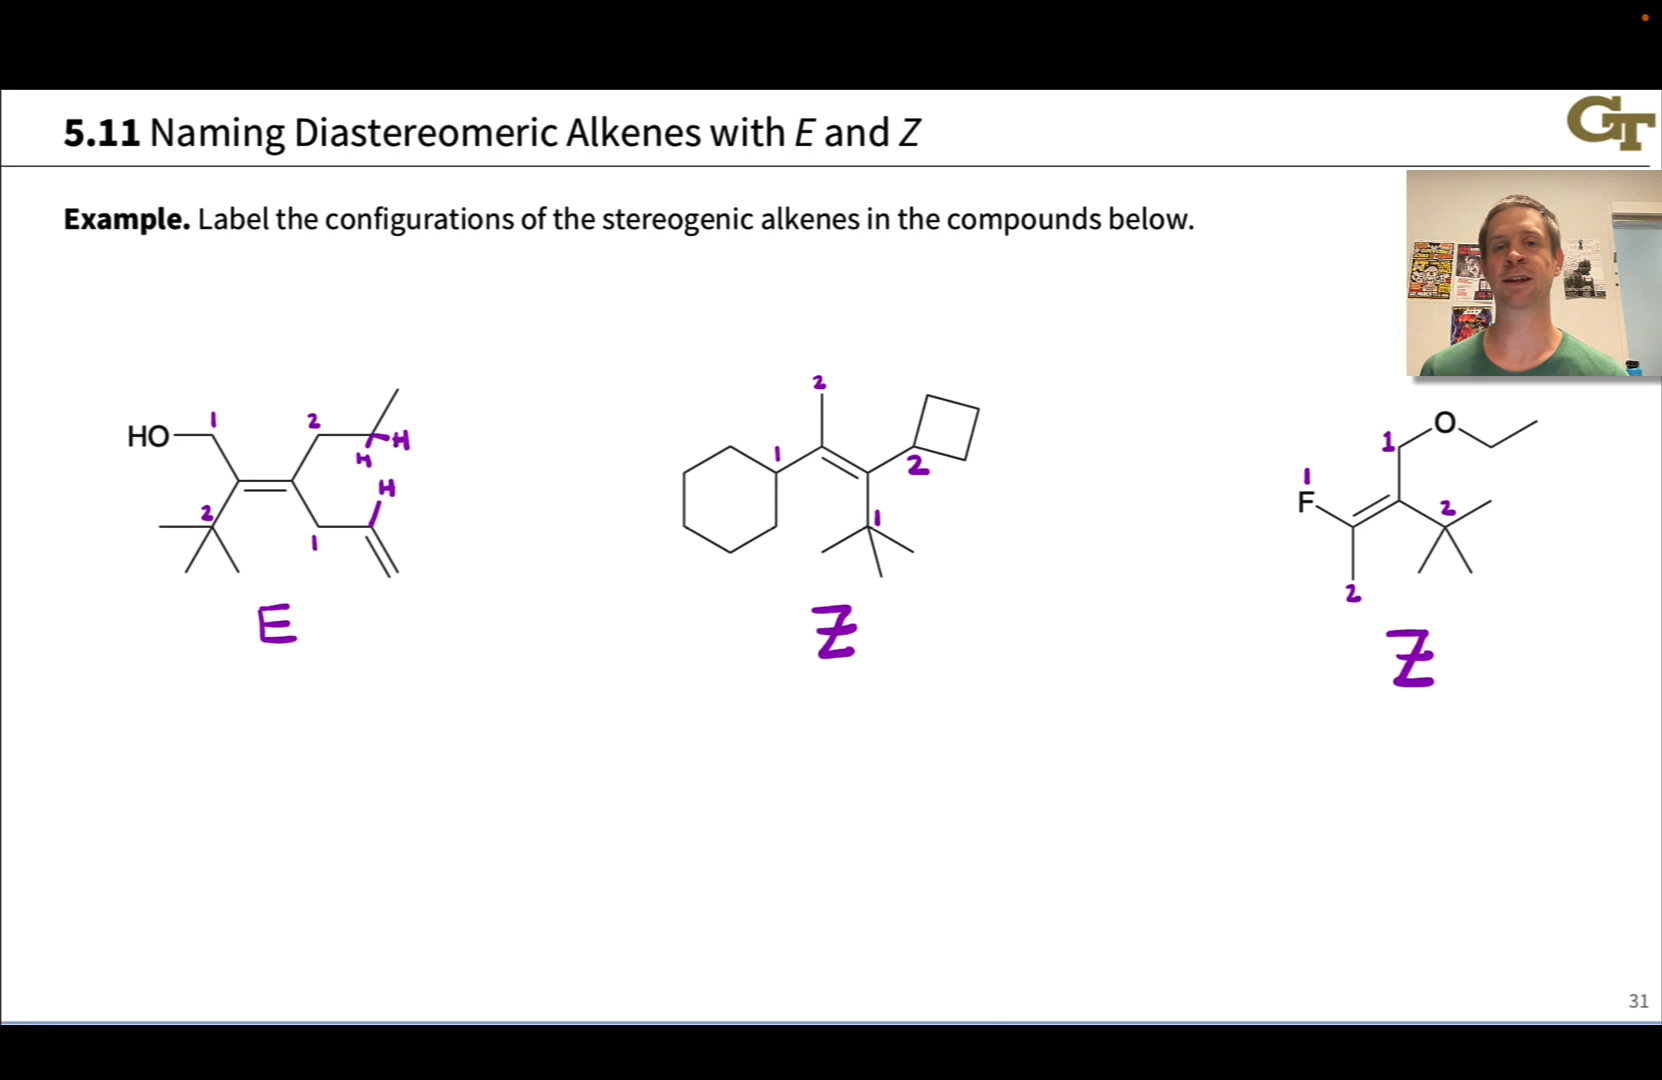 5.11 Naming Diastereomeric Alkenes with E and Z
GT
Example. Label the configurations of the stereogenic alkenes in the compounds below.
HO 1 2 H
H
H
2
1
E
2
1
2
1
Z
O
1
1
F
2
2
Z
31